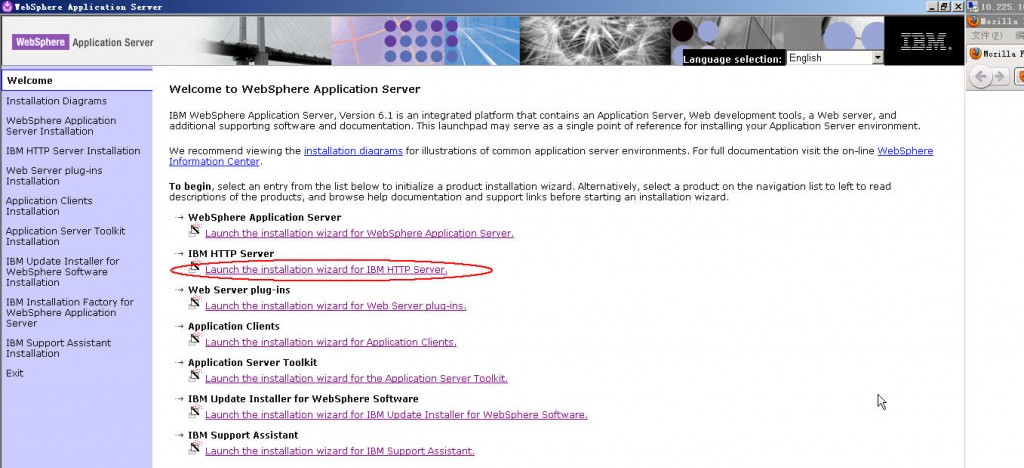 WebSphere Application Server
WebSphere Application Server
IBM.
Language selection: English
Welcome
Installation Diagrams
WebSphere Application
Server Installation
IBM HTTP Server Installation
Web Server plug-ins
Installation
Application Clients
Installation
Application Server Toolkit
Installation
IBM Update Installer for
WebSphere Software
Installation
IBM Installation Factory for
WebSphere Application
Server
IBM Support Assistant
Installation
Exit
Welcome to WebSphere Application Server
IBM WebSphere Application Server, Version 6.1 is an integrated platform that contains an Application Server, Web development tools, a Web server, and
additional supporting software and documentation. This launchpad may serve as a single point of reference for installing your Application Server environment.
We recommend viewing the installation diagrams for illustrations of common application server environments. For full documentation visit the on-line WebSphere
Information Center.
To begin, select an entry from the list below to initialize a product installation wizard. Alternatively, select a product on the navigation list to left to read
descriptions of the products, and browse help documentation and support links before starting an installation wizard.
WebSphere Application Server
Launch the installation wizard for WebSphere Application Server.
IBM HTTP Server
Launch the installation wizard for IBM HTTP Server.
Web Server plug-ins
Launch the installation wizard for Web Server plug-ins.
Application Clients
Launch the installation wizard for Application Clients.
Application Server Toolkit
Launch the installation wizard for the Application Server Toolkit.
IBM Update Installer for WebSphere Software
Launch the installation wizard for IBM Update Installer for WebSphere Software.
IBM Support Assistant
Launch the installation wizard for IBM Support Assistant.
10.225.1
Mozilla
文件(F)
Mozilla F